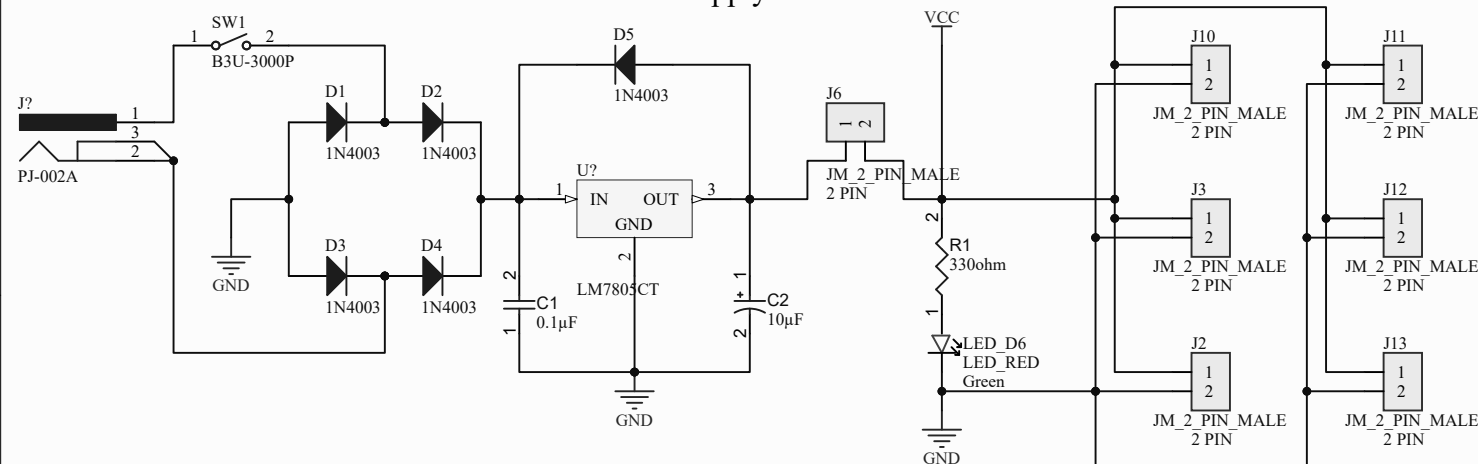 SW1
1 2
B3U-3000P
J?
1
3
2
PJ-002A
D1
1N4003
D2
1N4003
GND
D3
1N4003
D4
1N4003
D5
1N4003
U?
1 IN OUT 3
GND
2
LM7805CT
2
C1
0.1µF
1
+ 1
C2
10µF
2
GND
J6
1 2
JM_2_PIN_MALE
2 PIN
VCC
2
R1
330ohm
1
LED_D6
LED_RED
Green
GND
J10
1
2
JM_2_PIN_MALE
2 PIN
J11
1
2
JM_2_PIN_MALE
2 PIN
J3
1
2
JM_2_PIN_MALE
2 PIN
J12
1
2
JM_2_PIN_MALE
2 PIN
J2
1
2
JM_2_PIN_MALE
2 PIN
J13
1
2
JM_2_PIN_MALE
2 PIN